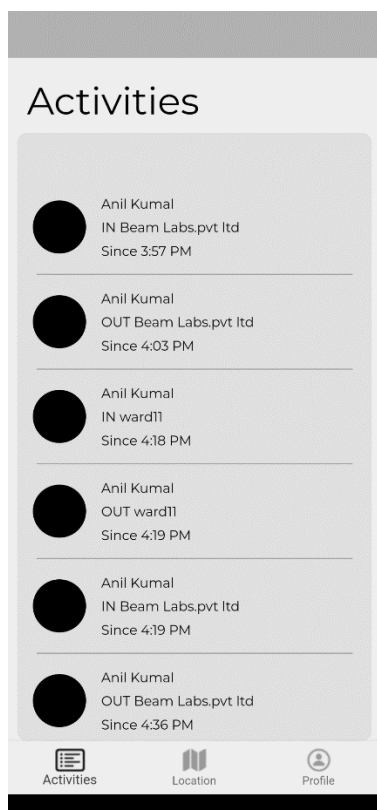 Activities
Anil Kumal
IN Beam Labs.pvt ltd
Since 3:57 PM
Anil Kumal
OUT Beam Labs.pvt ltd
Since 4:03 PM
Anil Kumal
IN ward11
Since 4:18 PM
Anil Kumal
OUT ward11
Since 4:19 PM
Anil Kumal
IN Beam Labs.pvt ltd
Since 4:19 PM
Anil Kumal
OUT Beam Labs.pvt ltd
Since 4:36 PM
Activities
Location
Profile